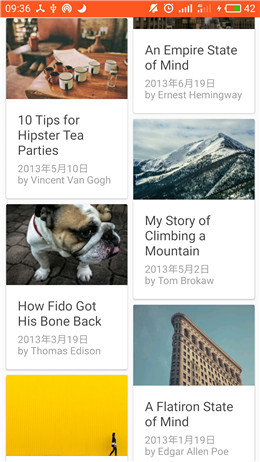 09:36
42
10 Tips for
Hipster Tea
Parties
2013年5月10日
by Vincent Van Gogh
How Fido Got
His Bone Back
2013年3月19日
by Thomas Edison
An Empire State
of Mind
2013年6月19日
by Ernest Hemingway
My Story of
Climbing a
Mountain
2013年5月2日
by Tom Brokaw
A Flatiron State
of Mind
2013年1月19日
by Edgar Allen Poe